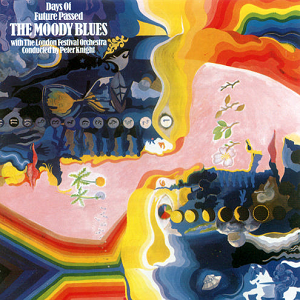 Days Of
Future Passed
THE MOODY BLUES
with The London Festival Orchestra
Conducted by Peter Knight